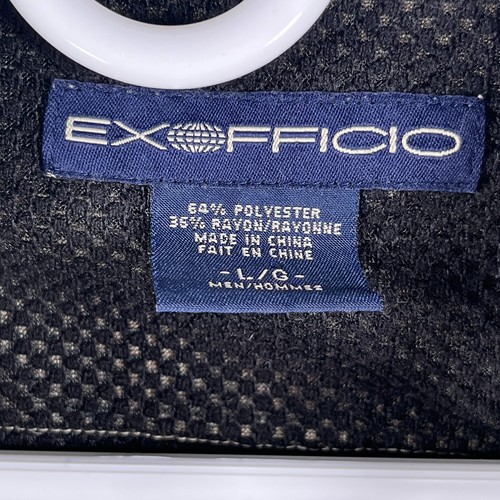 EXOFFICIO
64% POLYESTER
36% RAYON/RAYONNE
MADE IN CHINA
FAIT EN CHINE
- L/G -
MEN/HOMMES